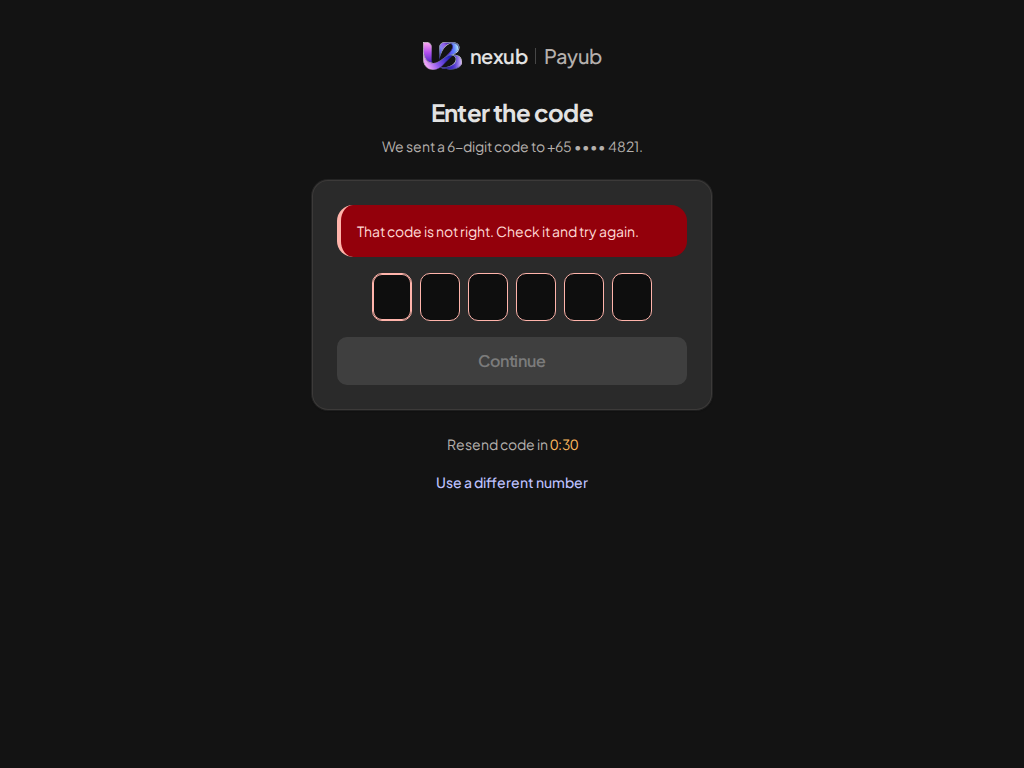 nexub | Payub
Enter the code
We sent a 6-digit code to +65 •••• 4821.
That code is not right. Check it and try again.
Continue
Resend code in 0:30
Use a different number